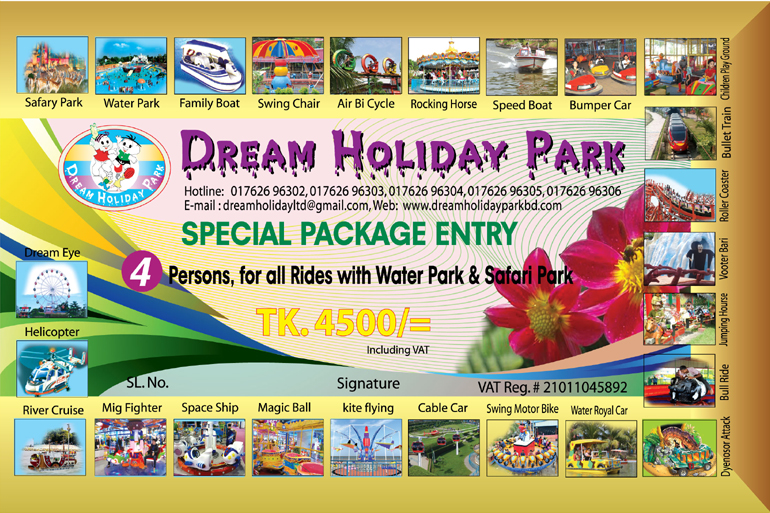 Safary Park
Water Park
Family Boat
Swing Chair
Air Bi Cycle
Rocking Horse
Speed Boat
Bumper Car
Children Play Ground
DREAM HOLIDAY PARK
DREAM HOLIDAY PARK
Hotline: 017626 96302, 017626 96303, 017626 96304, 017626 96305, 017626 96306
E-mail : dreamholidayltd@gmail.com, Web: www.dreamholidayparkbd.com
SPECIAL PACKAGE ENTRY
4 Persons, for all Rides with Water Park & Safari Park
TK. 4500/=
Including VAT
Bullet Train
Roller Coaster
Vooter Bari
Jumping Hourse
Bull Ride
Dyenosor Attack
Dream Eye
Helicopter
SL. No.
Signature
VAT Reg. # 21011045892
River Cruise
Mig Fighter
Space Ship
Magic Ball
kite flying
Cable Car
Swing Motor Bike
Water Royal Car